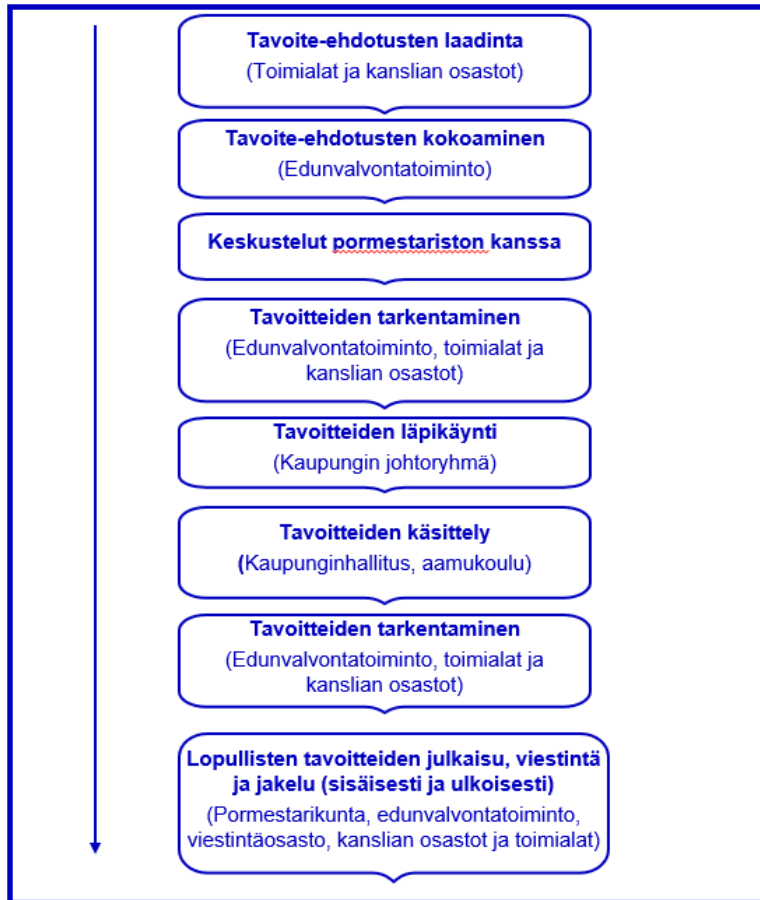 Tavoite-ehdotusten laadinta
(Toimialat ja kanslian osastot)
Tavoite-ehdotusten kokoaminen
(Edunvalvontatoiminto)
Keskustelut pormestariston kanssa
Tavoitteiden tarkentaminen
(Edunvalvontatoiminto, toimialat ja
kanslian osastot)
Tavoitteiden läpikäynti
(Kaupungin johtoryhmä)
Tavoitteiden käsittely
(Kaupunginhallitus, aamukoulu)
Tavoitteiden tarkentaminen
(Edunvalvontatoiminto, toimialat ja
kanslian osastot)
Lopullisten tavoitteiden julkaisu, viestintä
ja jakelu (sisäisesti ja ulkoisesti)
(Pormestarikunta, edunvalvontatoiminto,
viestintäosasto, kanslian osastot ja toimialat)